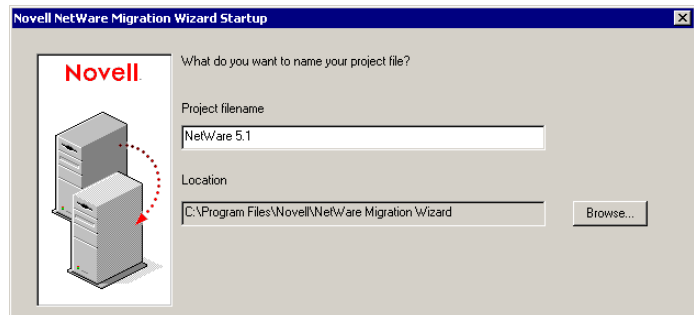 Novell NetWare Migration Wizard Startup
Novell.
What do you want to name your project file?
Project filename
NetWare 5.1
Location
C:\Program Files\Novell\NetWare Migration Wizard
Browse...